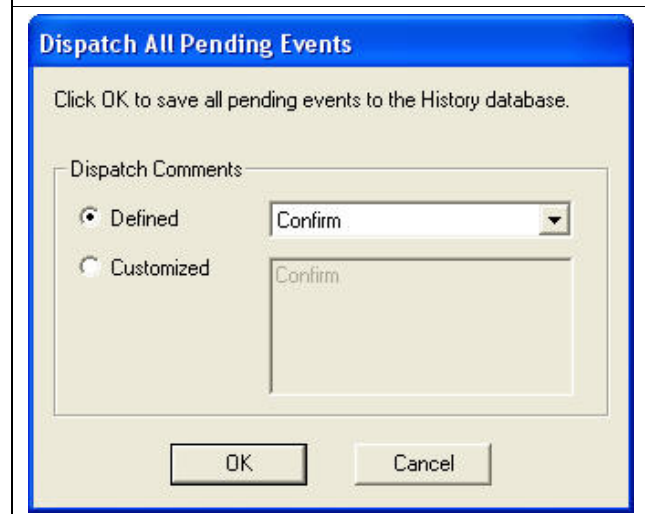 Dispatch All Pending Events
Click OK to save all pending events to the History database.
Dispatch Comments
Defined
Confirm
Customized
Confirm
OK
Cancel